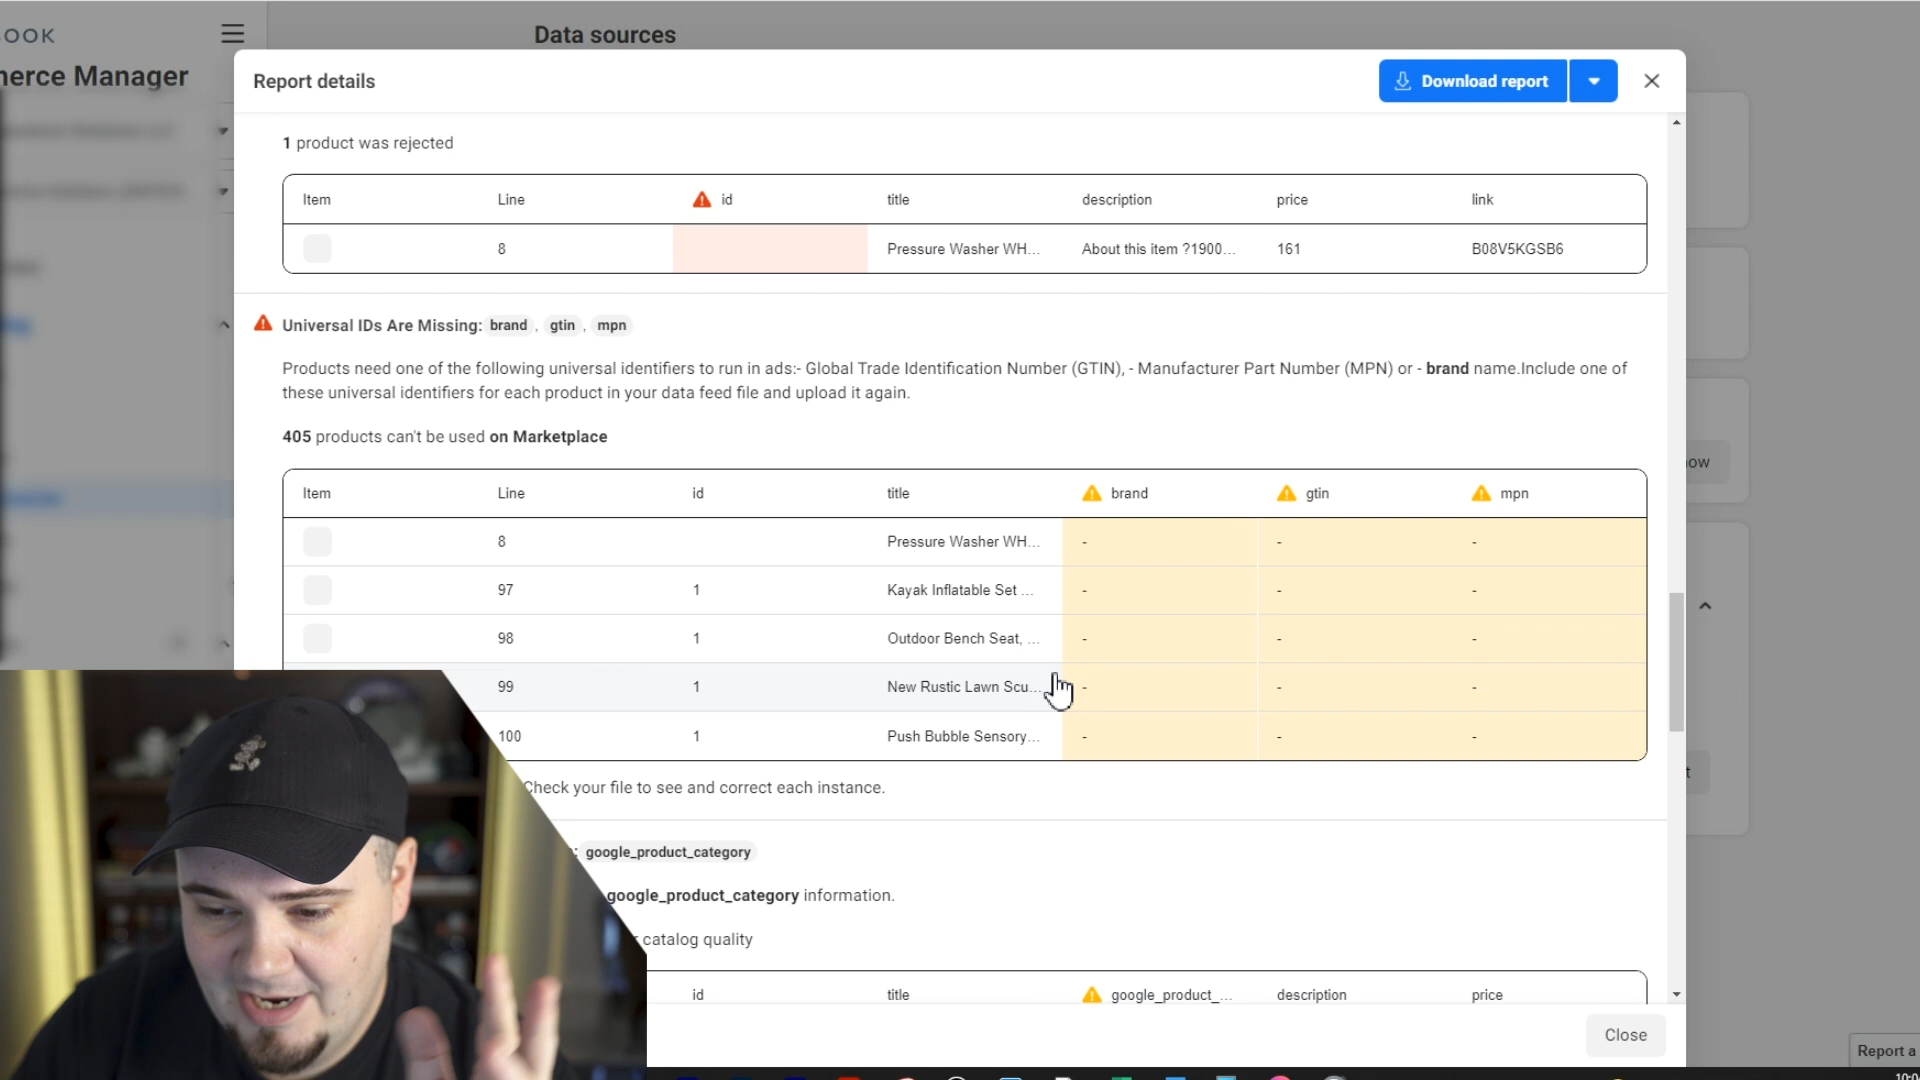 OOK
Data sources
erce Manager
Report details
Download report
1 product was rejected
Item Line id title description price link
8 Pressure Washer WH... About this item ?1900... 161 B08V5KGSB6
Universal IDs Are Missing: brand , gtin , mpn
Products need one of the following universal identifiers to run in ads:- Global Trade Identification Number (GTIN), - Manufacturer Part Number (MPN) or - brand name.Include one of
these universal identifiers for each product in your data feed file and upload it again.
405 products can't be used on Marketplace
ow
Item Line id title brand gtin mpn
8 Pressure Washer WH... - - -
97 1 Kayak Inflatable Set ... - - -
98 1 Outdoor Bench Seat, ... - - -
99 1 New Rustic Lawn Scu... - - -
100 1 Push Bubble Sensory... - - -
t
Check your file to see and correct each instance.
: google_product_category
google_product_category information.
catalog quality
id title google_product_... description price
Close
Report a